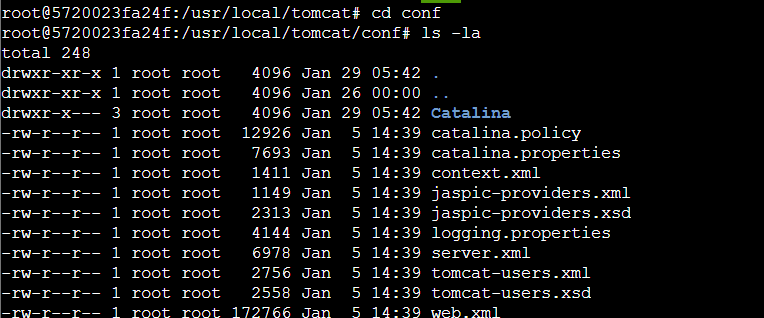 root@5720023fa24f:/usr/local/tomcat# cd conf
root@5720023fa24f:/usr/local/tomcat/conf# ls -la
total 248
drwxr-xr-x 1 root root   4096 Jan 29 05:42 .
drwxr-xr-x 1 root root   4096 Jan 26 00:00 ..
drwxr-x--- 3 root root   4096 Jan 29 05:42 Catalina
-rw-r--r-- 1 root root  12926 Jan  5 14:39 catalina.policy
-rw-r--r-- 1 root root   7693 Jan  5 14:39 catalina.properties
-rw-r--r-- 1 root root   1411 Jan  5 14:39 context.xml
-rw-r--r-- 1 root root   1149 Jan  5 14:39 jaspic-providers.xml
-rw-r--r-- 1 root root   2313 Jan  5 14:39 jaspic-providers.xsd
-rw-r--r-- 1 root root   4144 Jan  5 14:39 logging.properties
-rw-r--r-- 1 root root   6978 Jan  5 14:39 server.xml
-rw-r--r-- 1 root root   2756 Jan  5 14:39 tomcat-users.xml
-rw-r--r-- 1 root root   2558 Jan  5 14:39 tomcat-users.xsd
-rw-r--r-- 1 root root 172766 Jan  5 14:39 web.xml